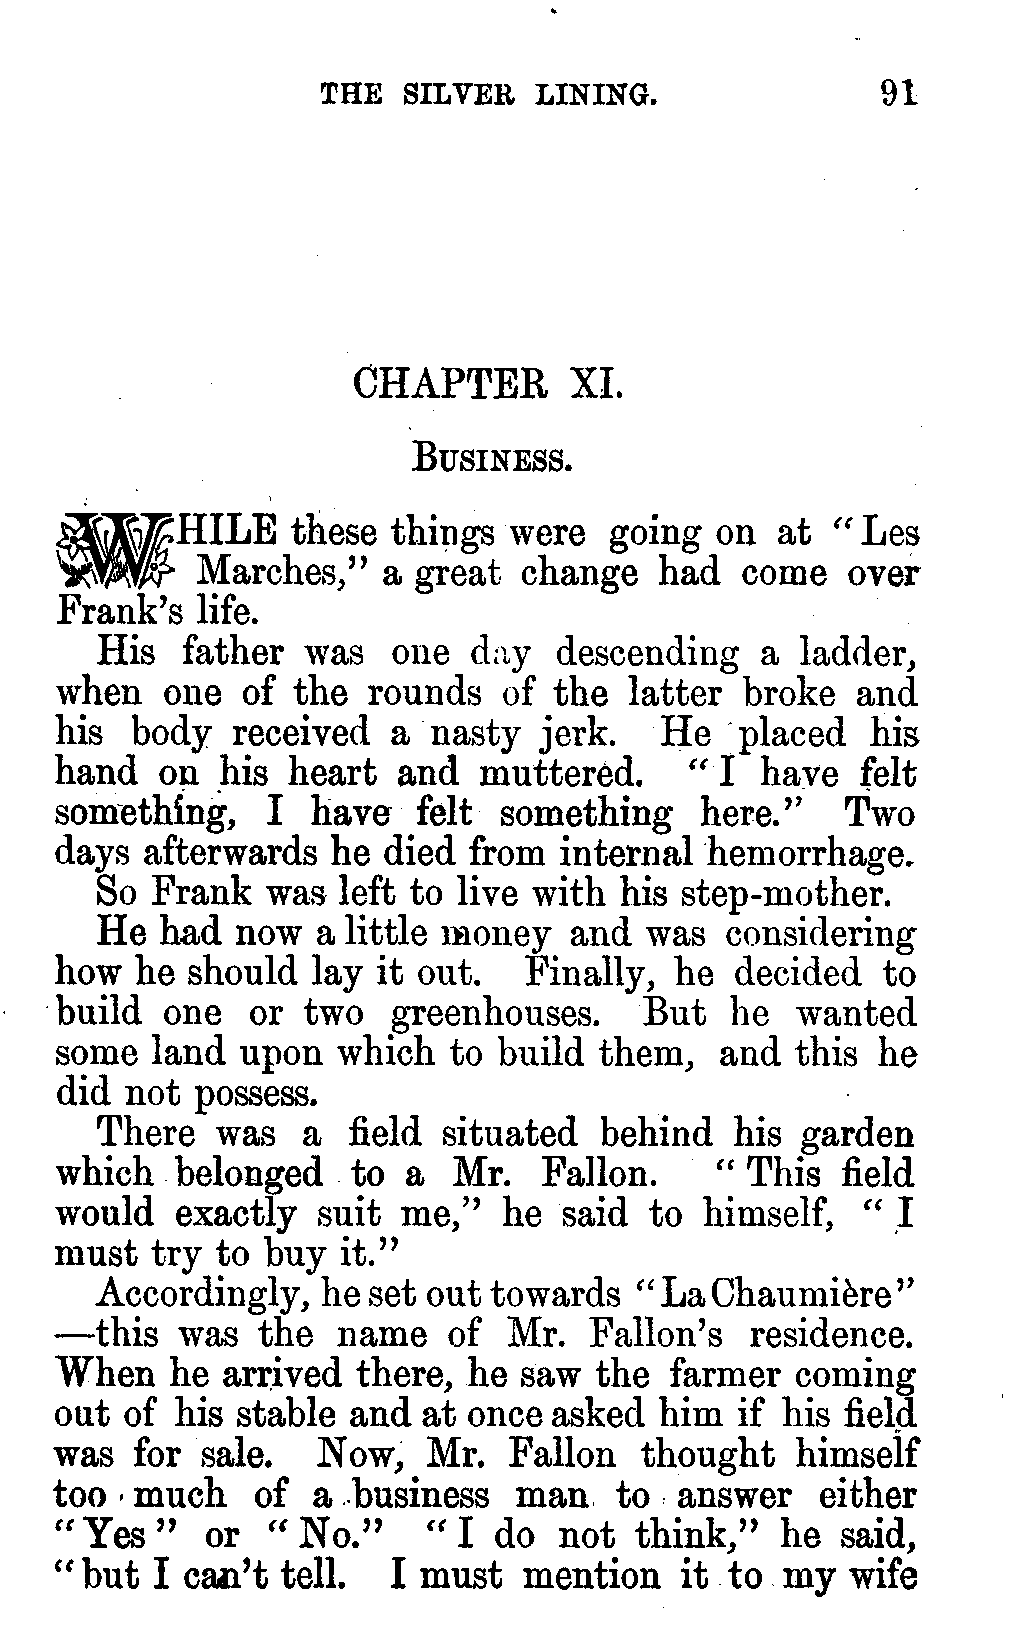 THE SILVER LINING. 91
CHAPTER XI.
BUSINESS.
WHILE these things were going on at "Les
Marches," a great change had come over
Frank's life.
His father was one day descending a ladder,
when one of the rounds of the latter broke and
his body received a nasty jerk. He placed his
hand on his heart and muttered. "I have felt
something, I have felt something here." Two
days afterwards he died from internal hemorrhage.
So Frank was left to live with his step-mother.
He had now a little money and was considering
how he should lay it out. Finally, he decided to
build one or two greenhouses. But he wanted
some land upon which to build them, and this he
did not possess.
There was a field situated behind his garden
which belonged to a Mr. Fallon. "This field
would exactly suit me," he said to himself, "I
must try to buy it."
Accordingly, he set out towards "La Chaumière"
—this was the name of Mr. Fallon's residence.
When he arrived there, he saw the farmer coming
out of his stable and at once asked him if his field
was for sale. Now, Mr. Fallon thought himself
too much of a business man to answer either
"Yes" or "No." "I do not think," he said,
"but I can't tell. I must mention it to my wife